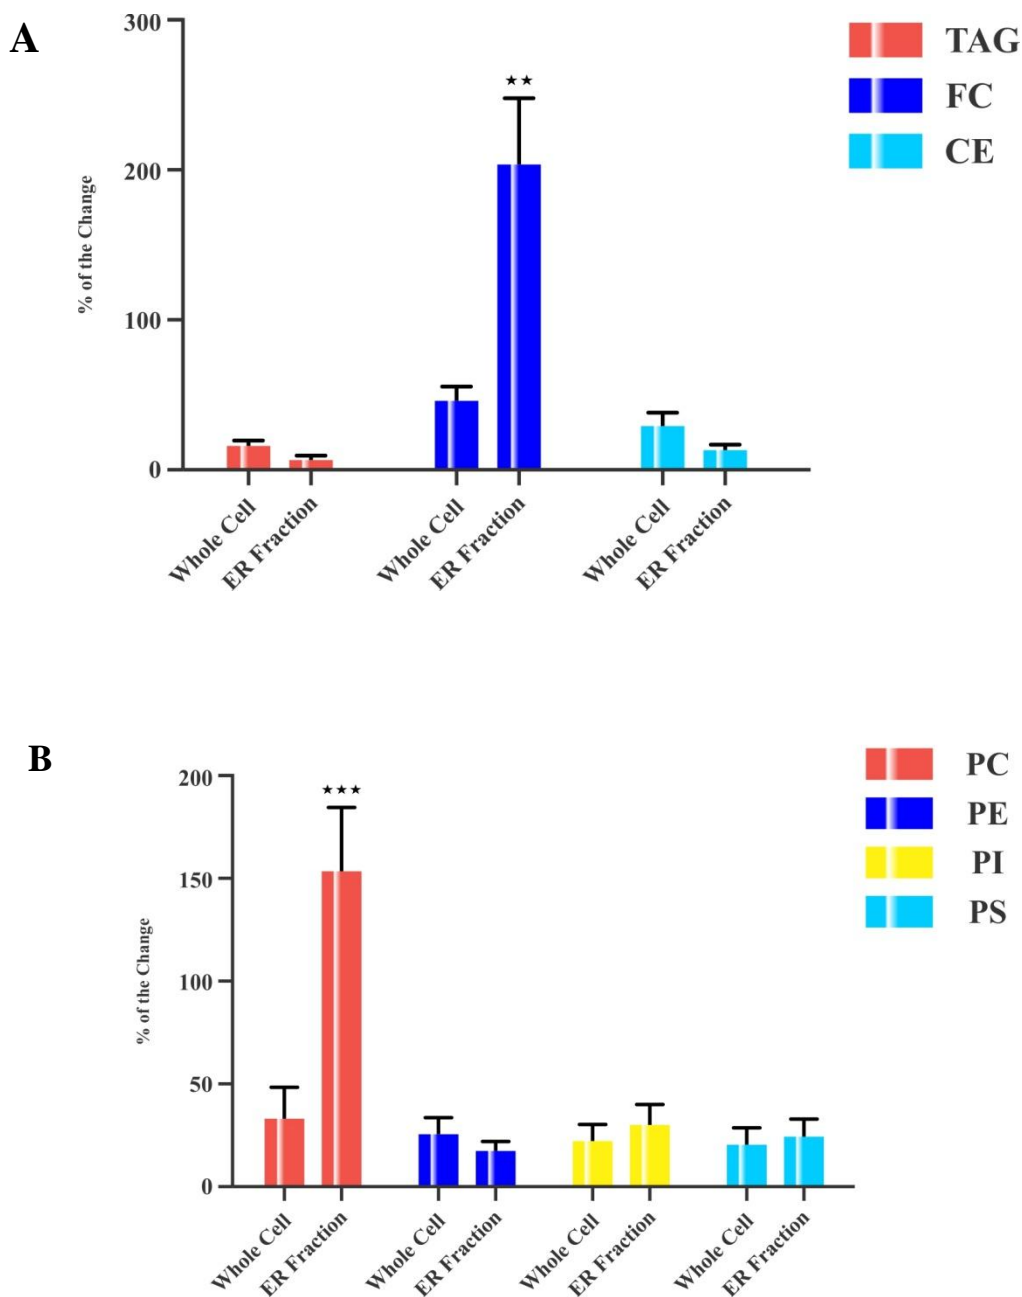 A
300
200
100
0
% of the Change
★★
TAG
FC
CE
Whole Cell
ER Fraction
Whole Cell
ER Fraction
Whole Cell
ER Fraction
B
200
150
100
50
0
% of the Change
★★★
PC
PE
PI
PS
Whole Cell
ER Fraction
Whole Cell
ER Fraction
Whole Cell
ER Fraction
Whole Cell
ER Fraction